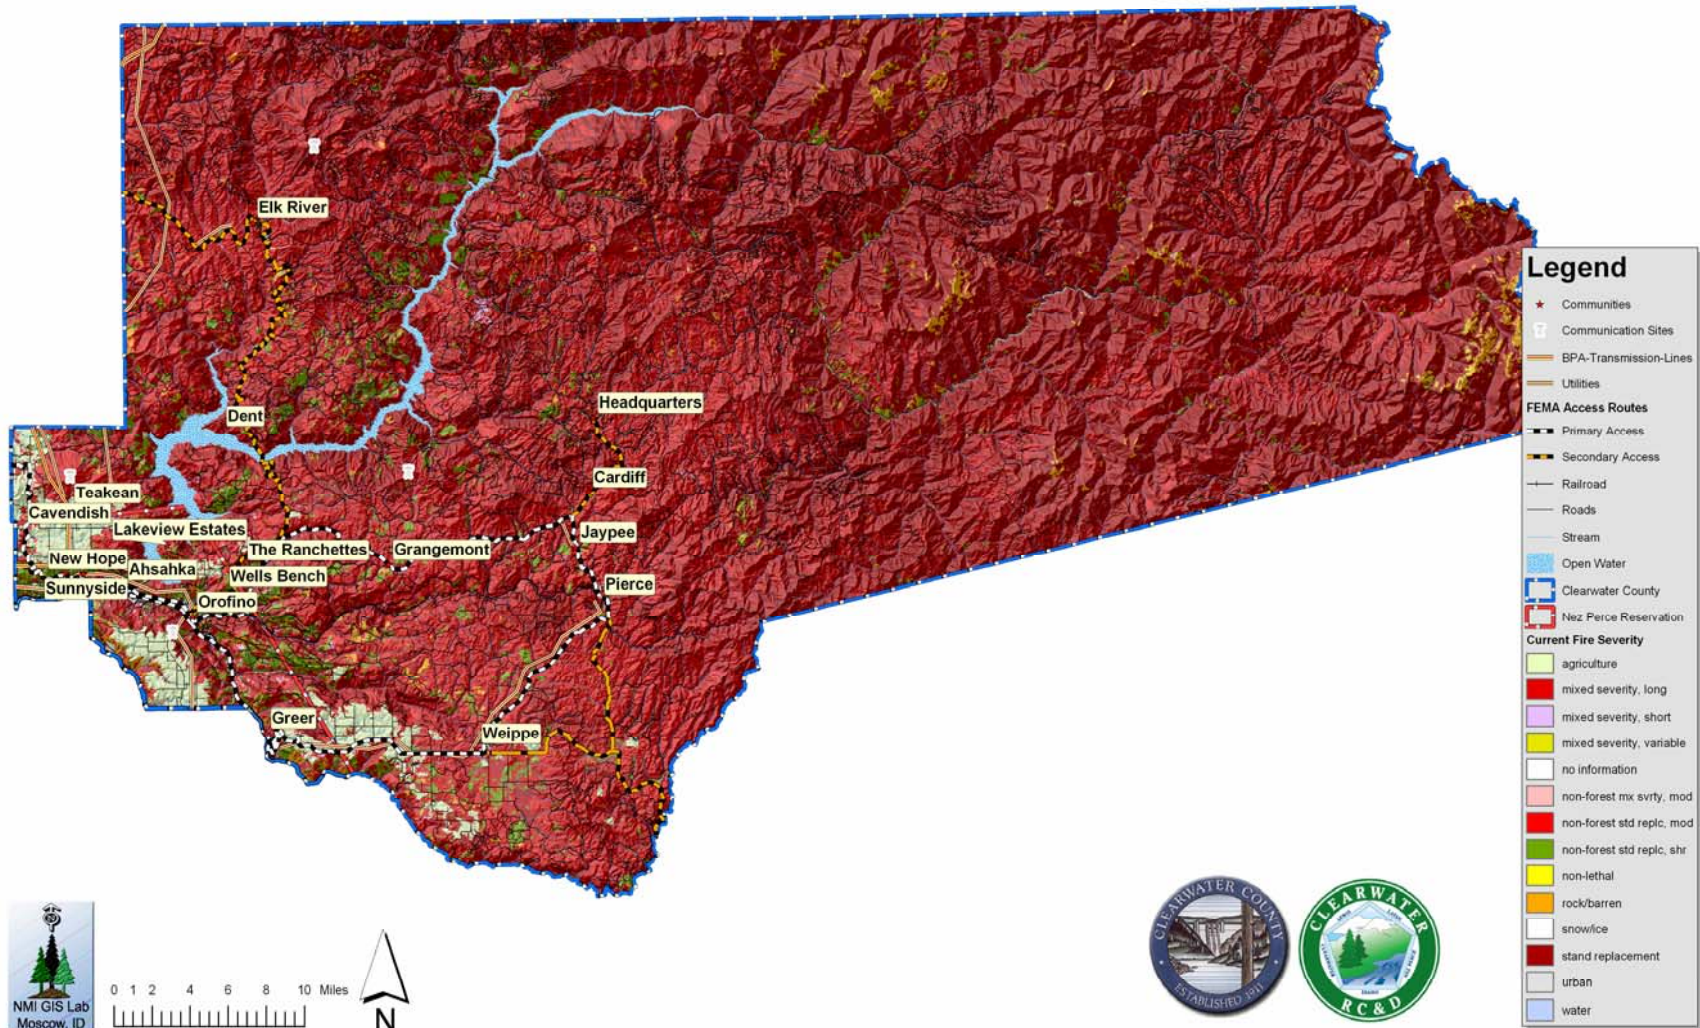 Elk River
Dent
Headquarters
Cardiff
Teakean
Cavendish
Lakeview Estates
Jaypee
New Hope
The Ranchettes
Grangemont
Ahsahka
Wells Bench
Pierce
Sunnyside
Orofino
Greer
Weippe
Legend
Communities
Communication Sites
BPA-Transmission-Lines
Utilities
FEMA Access Routes
Primary Access
Secondary Access
Railroad
Roads
Stream
Open Water
Clearwater County
Nez Perce Reservation
Current Fire Severity
agriculture
mixed severity, long
mixed severity, short
mixed severity, variable
no information
non-forest mx svrty, mod
non-forest std replc, mod
non-forest std replc, shr
non-lethal
rock/barren
snow/ice
stand replacement
urban
water
NMI GIS Lab
Moscow, ID
0 1 2 4 6 8 10 Miles
N
CLEARWATER COUNTY
ESTABLISHED 1911
CLEARWATER
RC&D